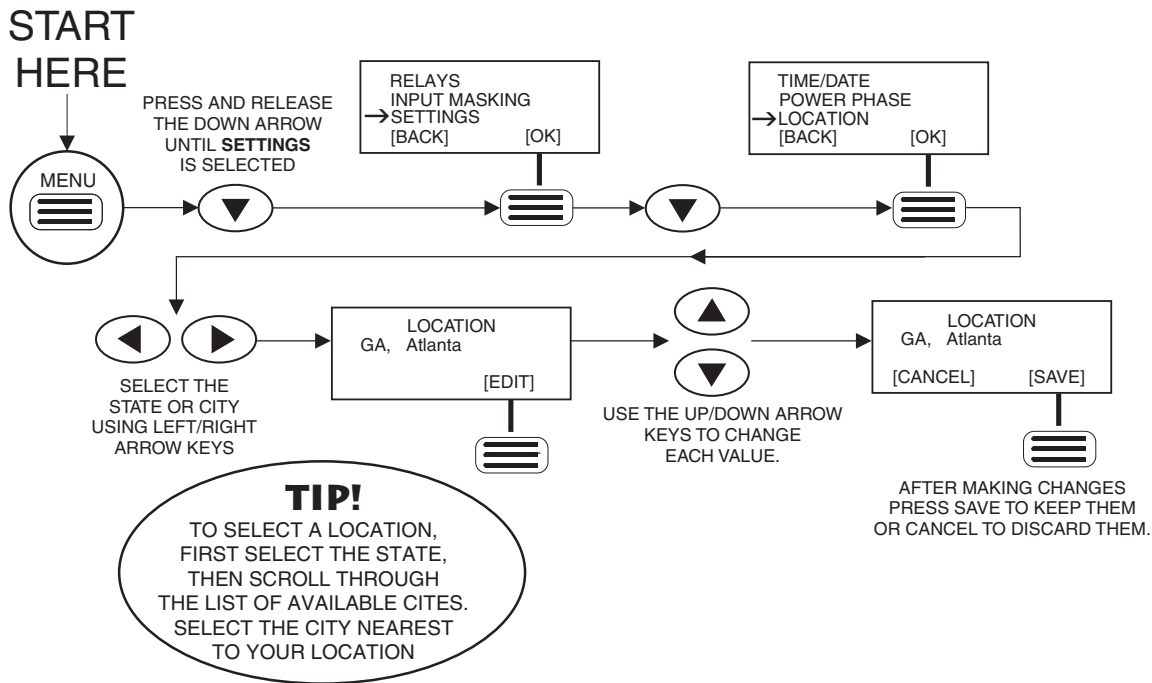 START
HERE
MENU
PRESS AND RELEASE
THE DOWN ARROW
UNTIL SETTINGS
IS SELECTED
RELAYS
INPUT MASKING
SETTINGS
[BACK] [OK]
TIME/DATE
POWER PHASE
LOCATION
[BACK] [OK]
SELECT THE
STATE OR CITY
USING LEFT/RIGHT
ARROW KEYS
LOCATION
GA, Atlanta
[EDIT]
USE THE UP/DOWN ARROW
KEYS TO CHANGE
EACH VALUE.
LOCATION
GA, Atlanta
[CANCEL] [SAVE]
AFTER MAKING CHANGES
PRESS SAVE TO KEEP THEM
OR CANCEL TO DISCARD THEM.
TIP!
TO SELECT A LOCATION,
FIRST SELECT THE STATE,
THEN SCROLL THROUGH
THE LIST OF AVAILABLE CITES.
SELECT THE CITY NEAREST
TO YOUR LOCATION